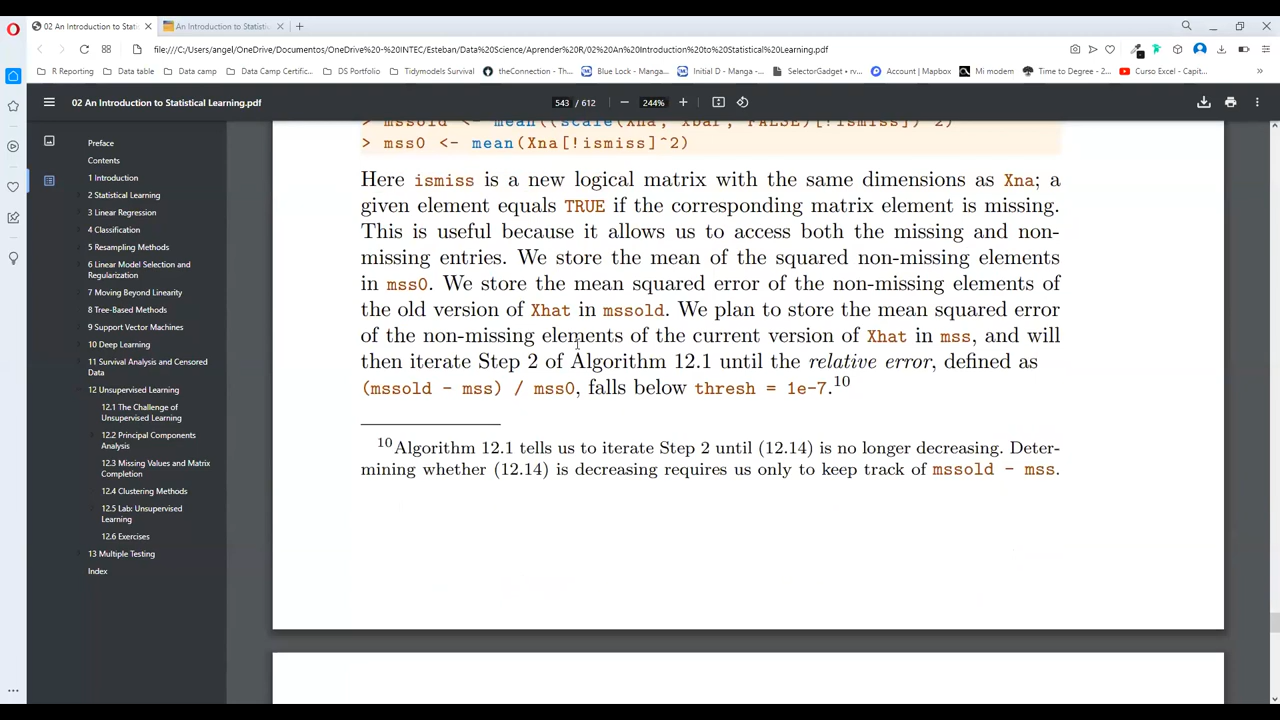 02 An Introduction to Stati
An Introduction to Statisti
file:///C:/Users/angel/OneDrive/Documentos/OneDrive%20-%20INTEC/Esteban/Data%20Science/Aprender%20R/02%20An%20Introduction%20to%20Statistical%20Learning.pdf
R Reporting
Data table
Data camp
Data Camp Certific...
DS Portfolio
Tidymodels Survival
theConnection - Th...
Blue Lock - Manga...
Initial D - Manga -...
SelectorGadget • rv...
Account | Mapbox
Mi modem
Time to Degree - 2...
Curso Excel - Capit...
02 An Introduction to Statistical Learning.pdf
543 / 612
244%
Preface
Contents
1 Introduction
2 Statistical Learning
3 Linear Regression
4 Classification
5 Resampling Methods
6 Linear Model Selection and
Regularization
7 Moving Beyond Linearity
8 Tree-Based Methods
9 Support Vector Machines
10 Deep Learning
11 Survival Analysis and Censored
Data
12 Unsupervised Learning
12.1 The Challenge of
Unsupervised Learning
12.2 Principal Components
Analysis
12.3 Missing Values and Matrix
Completion
12.4 Clustering Methods
12.5 Lab: Unsupervised
Learning
12.6 Exercises
13 Multiple Testing
Index
> mssold <- mean((scale(Xna, xbar, FALSE)[!ismiss])^2)
> mss0 <- mean(Xna[!ismiss]^2)
Here ismiss is a new logical matrix with the same dimensions as Xna; a
given element equals TRUE if the corresponding matrix element is missing.
This is useful because it allows us to access both the missing and non-
missing entries. We store the mean of the squared non-missing elements
in mss0. We store the mean squared error of the non-missing elements of
the old version of Xhat in mssold. We plan to store the mean squared error
of the non-missing elements of the current version of Xhat in mss, and will
then iterate Step 2 of Algorithm 12.1 until the relative error, defined as
(mssold - mss) / mss0, falls below thresh = 1e-7.10
10Algorithm 12.1 tells us to iterate Step 2 until (12.14) is no longer decreasing. Deter-
mining whether (12.14) is decreasing requires us only to keep track of mssold - mss.